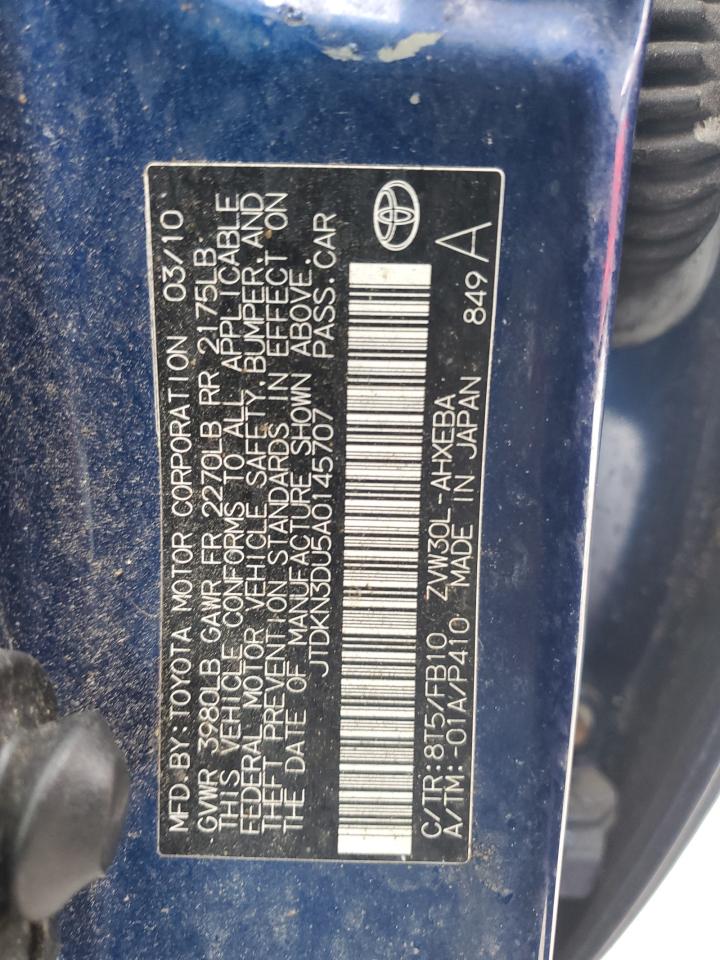 MFD. BY: TOYOTA MOTOR CORPORATION 03/10
GVWR 3980LB GAWR FR 2270LB RR 2175LB
THIS VEHICLE CONFORMS TO ALL APPLICABLE
FEDERAL MOTOR VEHICLE SAFETY, BUMPER, AND
THEFT PREVENTION STANDARDS IN EFFECT ON
THE DATE OF MANUFACTURE SHOWN ABOVE.
JTDKN3DU5A0145707 PASS. CAR
C/TR: 8T5/FB10 ZVW30L-AHXEBA 849 A
A/TM: -01A/P410 MADE IN JAPAN